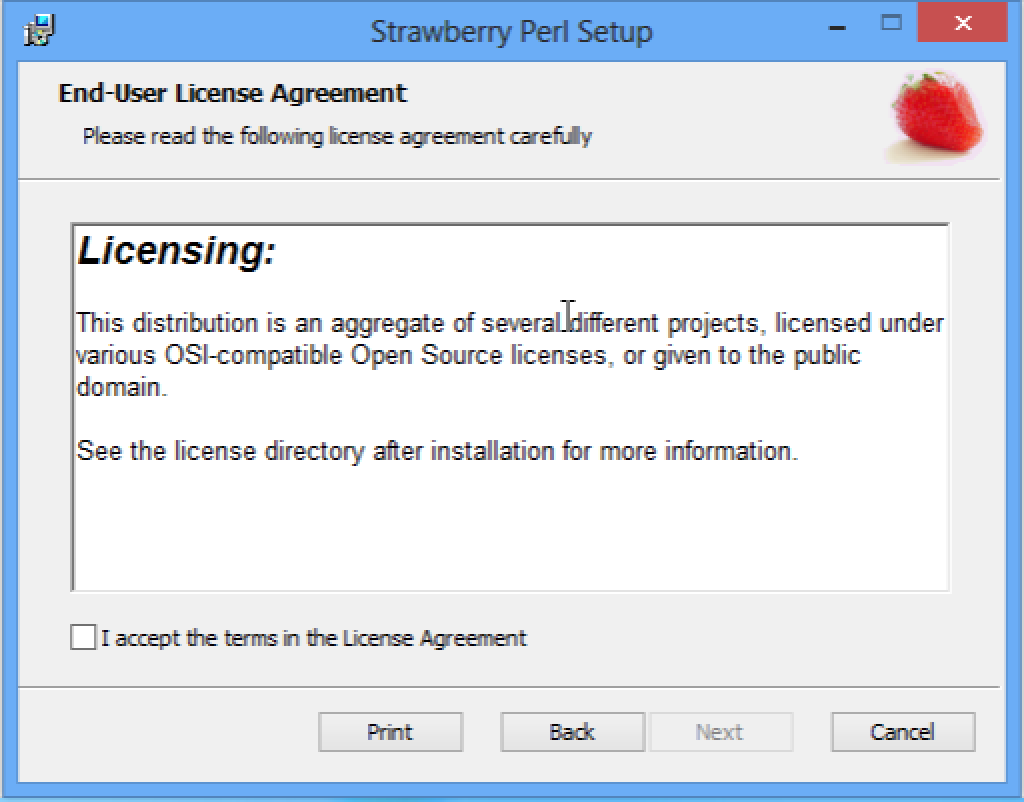 Strawberry Perl Setup
End-User License Agreement
Please read the following license agreement carefully
Licensing:
This distribution is an aggregate of several different projects, licensed under
various OSI-compatible Open Source licenses, or given to the public
domain.
See the license directory after installation for more information.
I accept the terms in the License Agreement
Print
Back
Next
Cancel